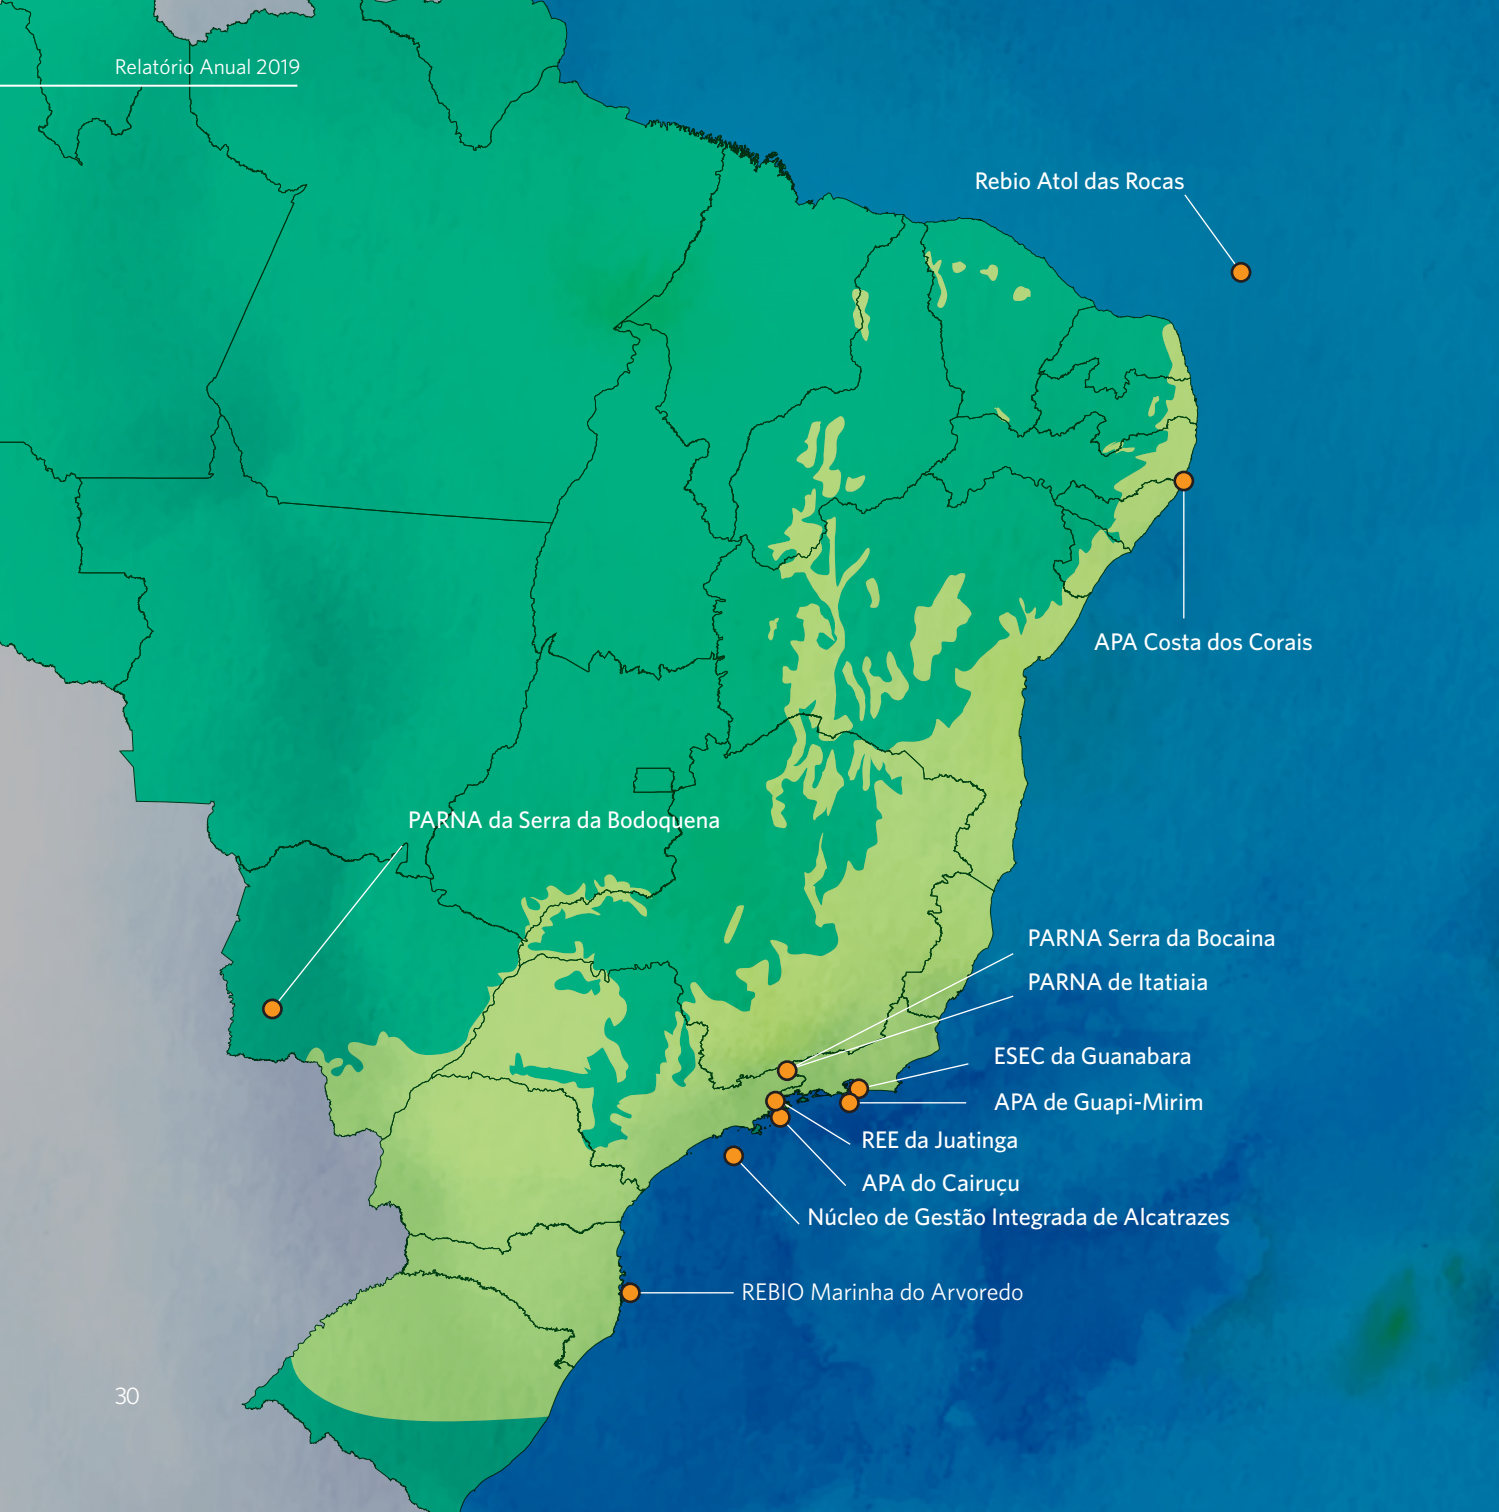 Relatório Anual 2019
Rebio Atol das Rocas
APA Costa dos Corais
PARNA da Serra da Bodoquena
PARNA Serra da Bocaina
PARNA de Itatiaia
ESEC da Guanabara
APA de Guapi-Mirim
REE da Juatinga
APA do Cairuçu
Núcleo de Gestão Integrada de Alcatrazes
REBIO Marinha do Arvoredo
30